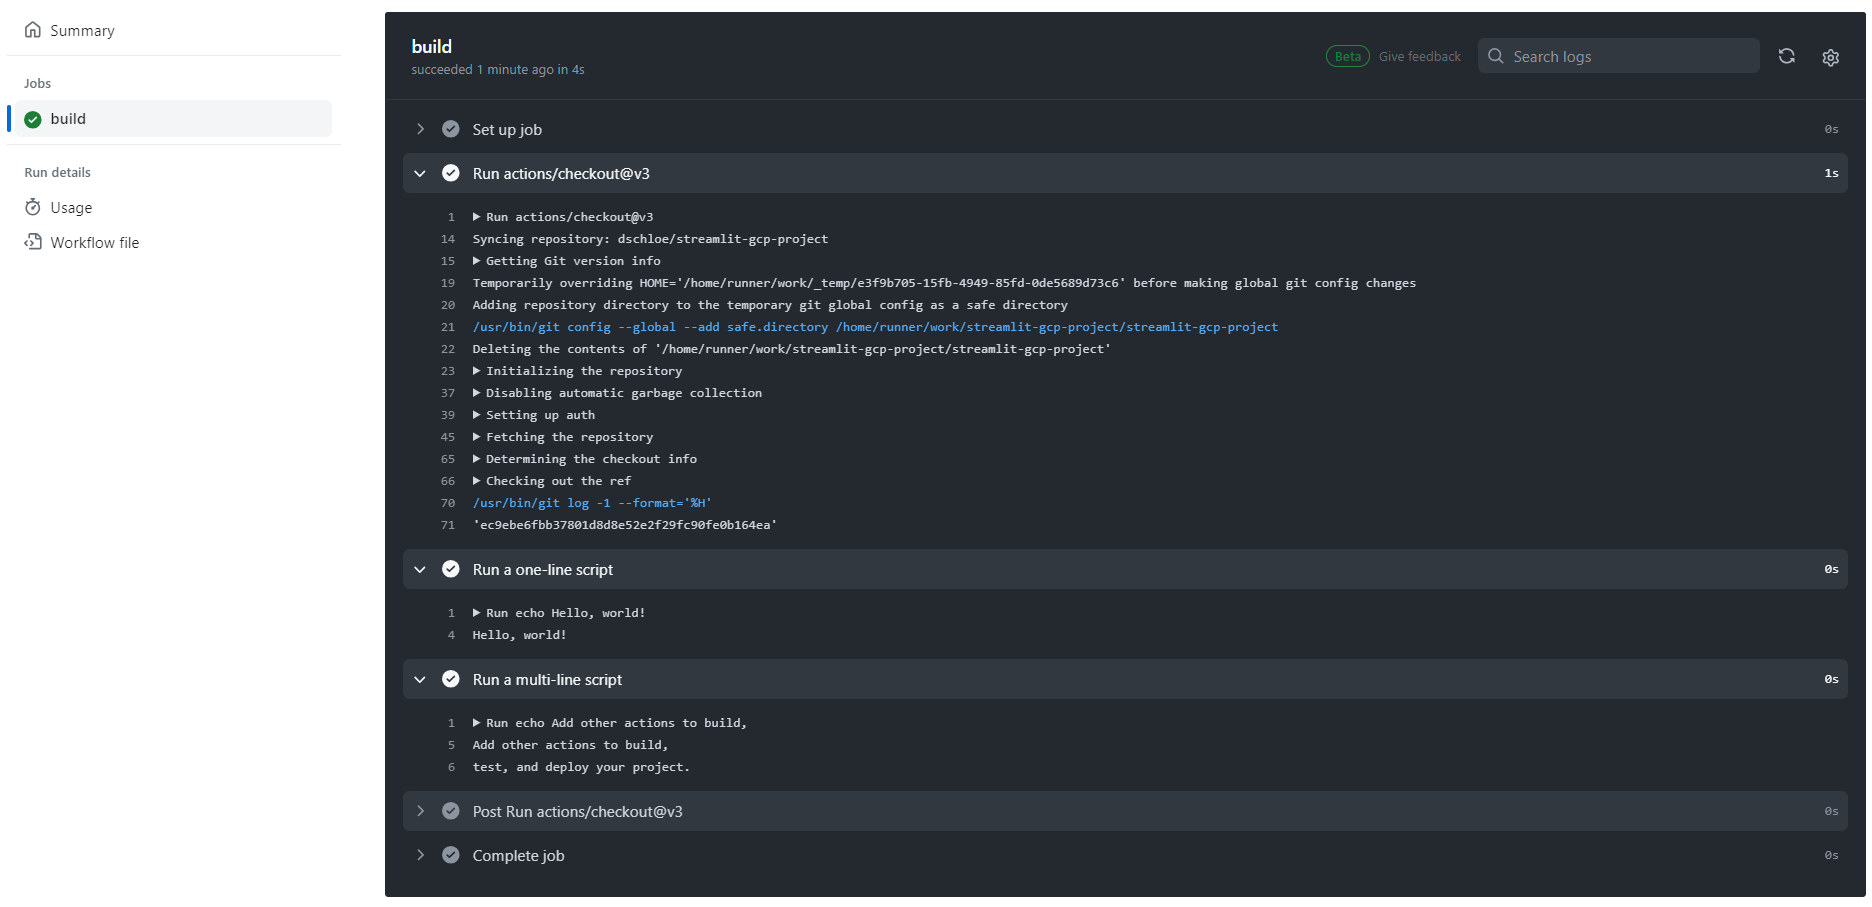 Summary
Jobs
build
Run details
Usage
Workflow file
build
succeeded 1 minute ago in 4s
Beta Give feedback Search logs
Set up job 0s
Run actions/checkout@v3 1s
1 Run actions/checkout@v3
14 Syncing repository: dschloe/streamlit-gcp-project
15 Getting Git version info
19 Temporarily overriding HOME='/home/runner/work/_temp/e3f9b705-15fb-4949-85fd-0de5689d73c6' before making global git config changes
20 Adding repository directory to the temporary git global config as a safe directory
21 /usr/bin/git config --global --add safe.directory /home/runner/work/streamlit-gcp-project/streamlit-gcp-project
22 Deleting the contents of '/home/runner/work/streamlit-gcp-project/streamlit-gcp-project'
23 Initializing the repository
37 Disabling automatic garbage collection
39 Setting up auth
45 Fetching the repository
65 Determining the checkout info
66 Checking out the ref
70 /usr/bin/git log -1 --format='%H'
71 'ec9ebe6fbb37801d8d8e52e2f29fc90fe0b164ea'
Run a one-line script 0s
1 Run echo Hello, world!
4 Hello, world!
Run a multi-line script 0s
1 Run echo Add other actions to build,
5 Add other actions to build,
6 test, and deploy your project.
Post Run actions/checkout@v3 0s
Complete job 0s